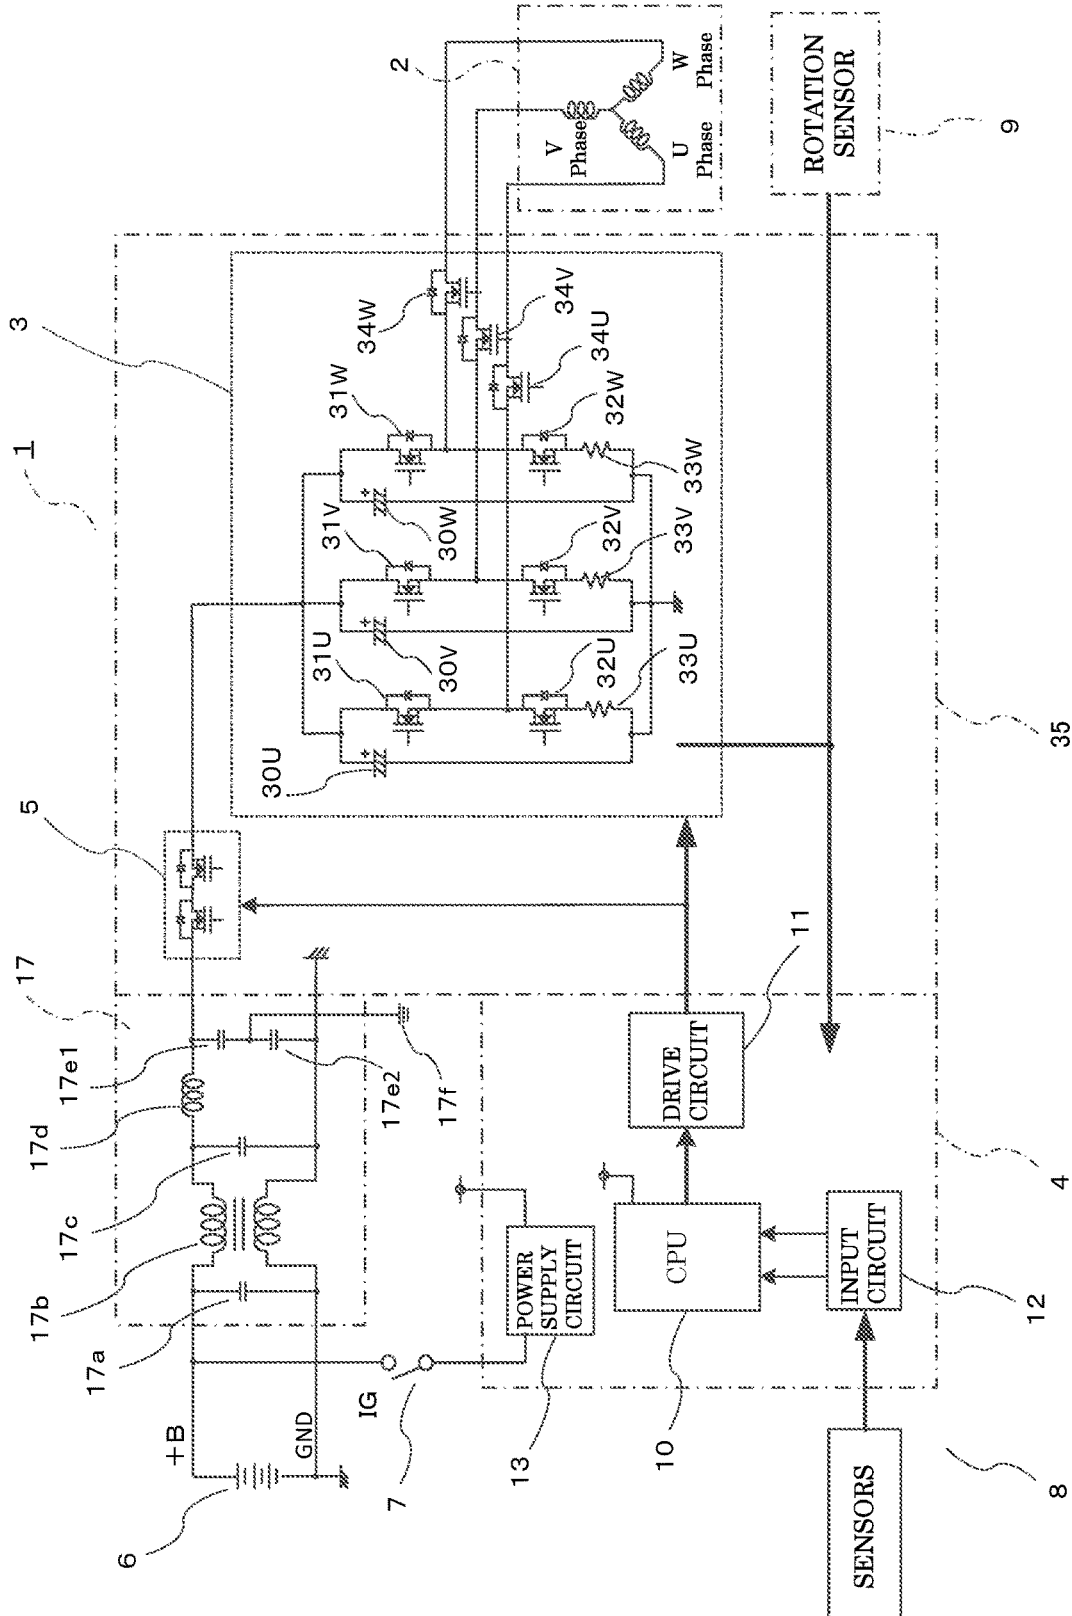 1
3
5
17
17e1
17d
17c
17b
17a
6
+B
GND
IG
7
17e2
17f
13
POWER
SUPPLY
CIRCUIT
10
CPU
DRIVE
CIRCUIT
11
INPUT
CIRCUIT
12
4
SENSORS
8
35
30U
31U
30V
31V
30W
31W
32U
33U
32V
33V
32W
33W
34W
34V
34U
2
V
Phase
U
Phase
W
Phase
ROTATION
SENSOR
9
+
+
+